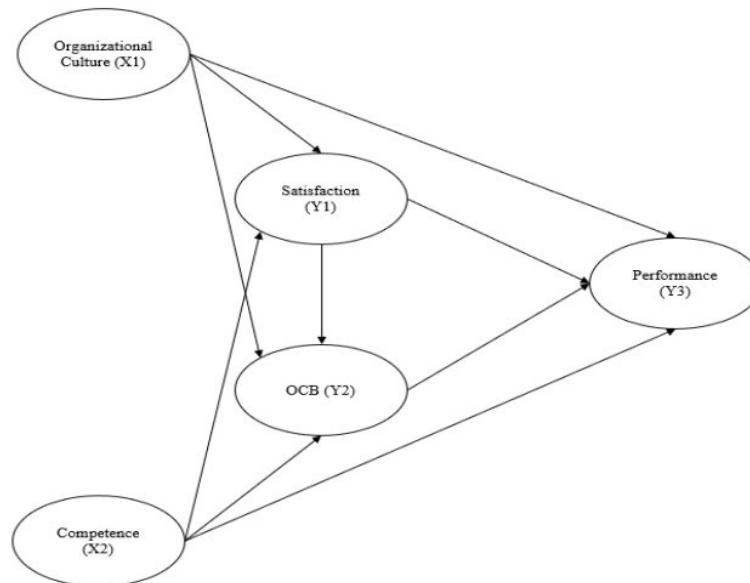 Organizational
Culture (X1)
Satisfaction
(Y1)
Performance
(Y3)
OCB (Y2)
Competence
(X2)